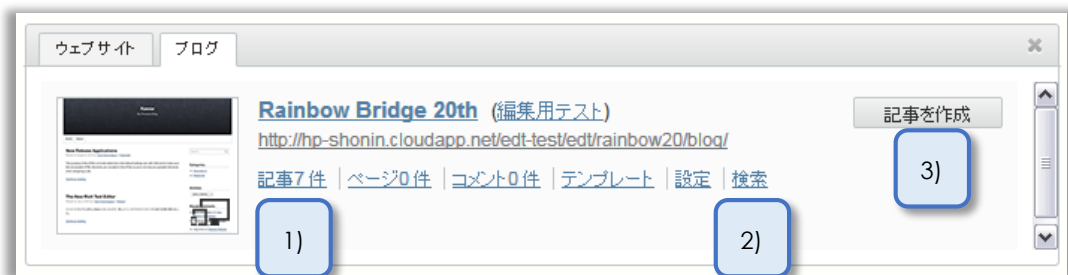 ウェブサイト ブログ
Rainbow Bridge 20th (編集用テスト)
記事を作成
http://hp-shonin.cloudapp.net/edt-test/edt/rainbow20/blog/
記事7件 | ページ0件 | コメント0件 | テンプレート | 設定 | 検索
1)
2)
3)